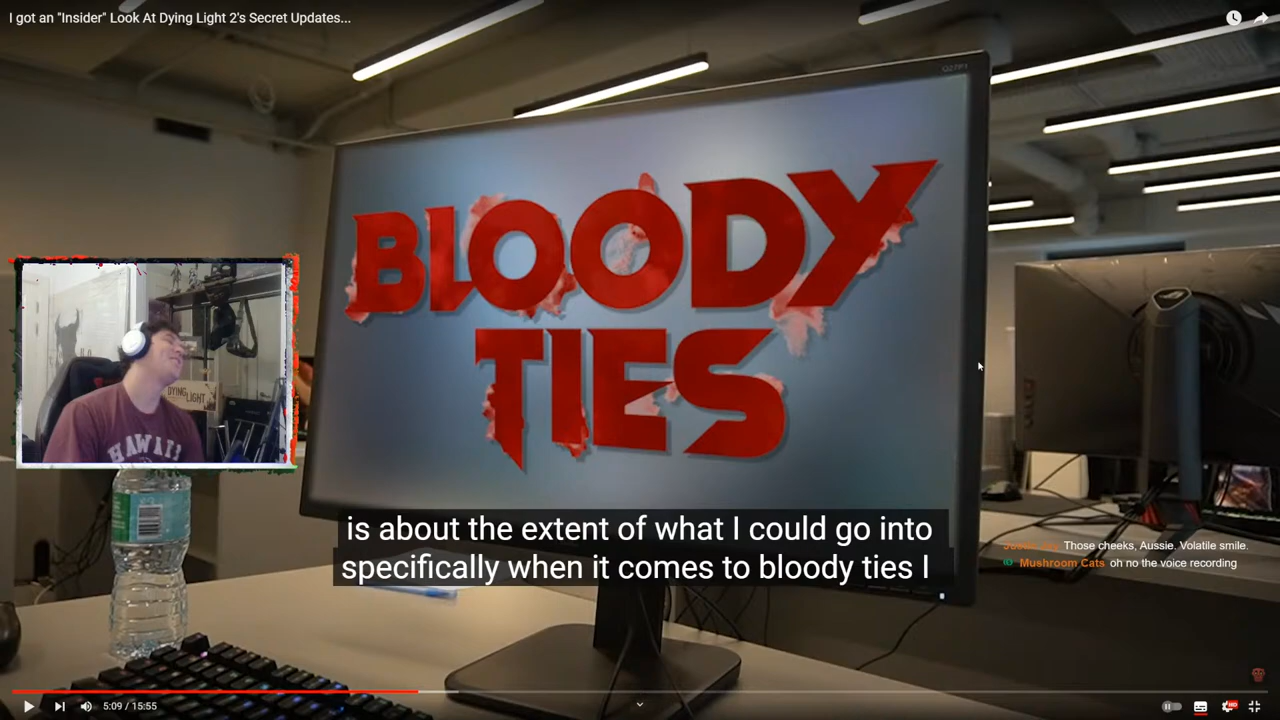 I got an "Insider" Look At Dying Light 2's Secret Updates...
BLOODY
TIES
DYING LIGHT
HAWAII
is about the extent of what I could go into
specifically when it comes to bloody ties I
Those cheeks, Aussie. Volatile smile.
Mushroom Cats oh no the voice recording
5:09 / 15:55
HD